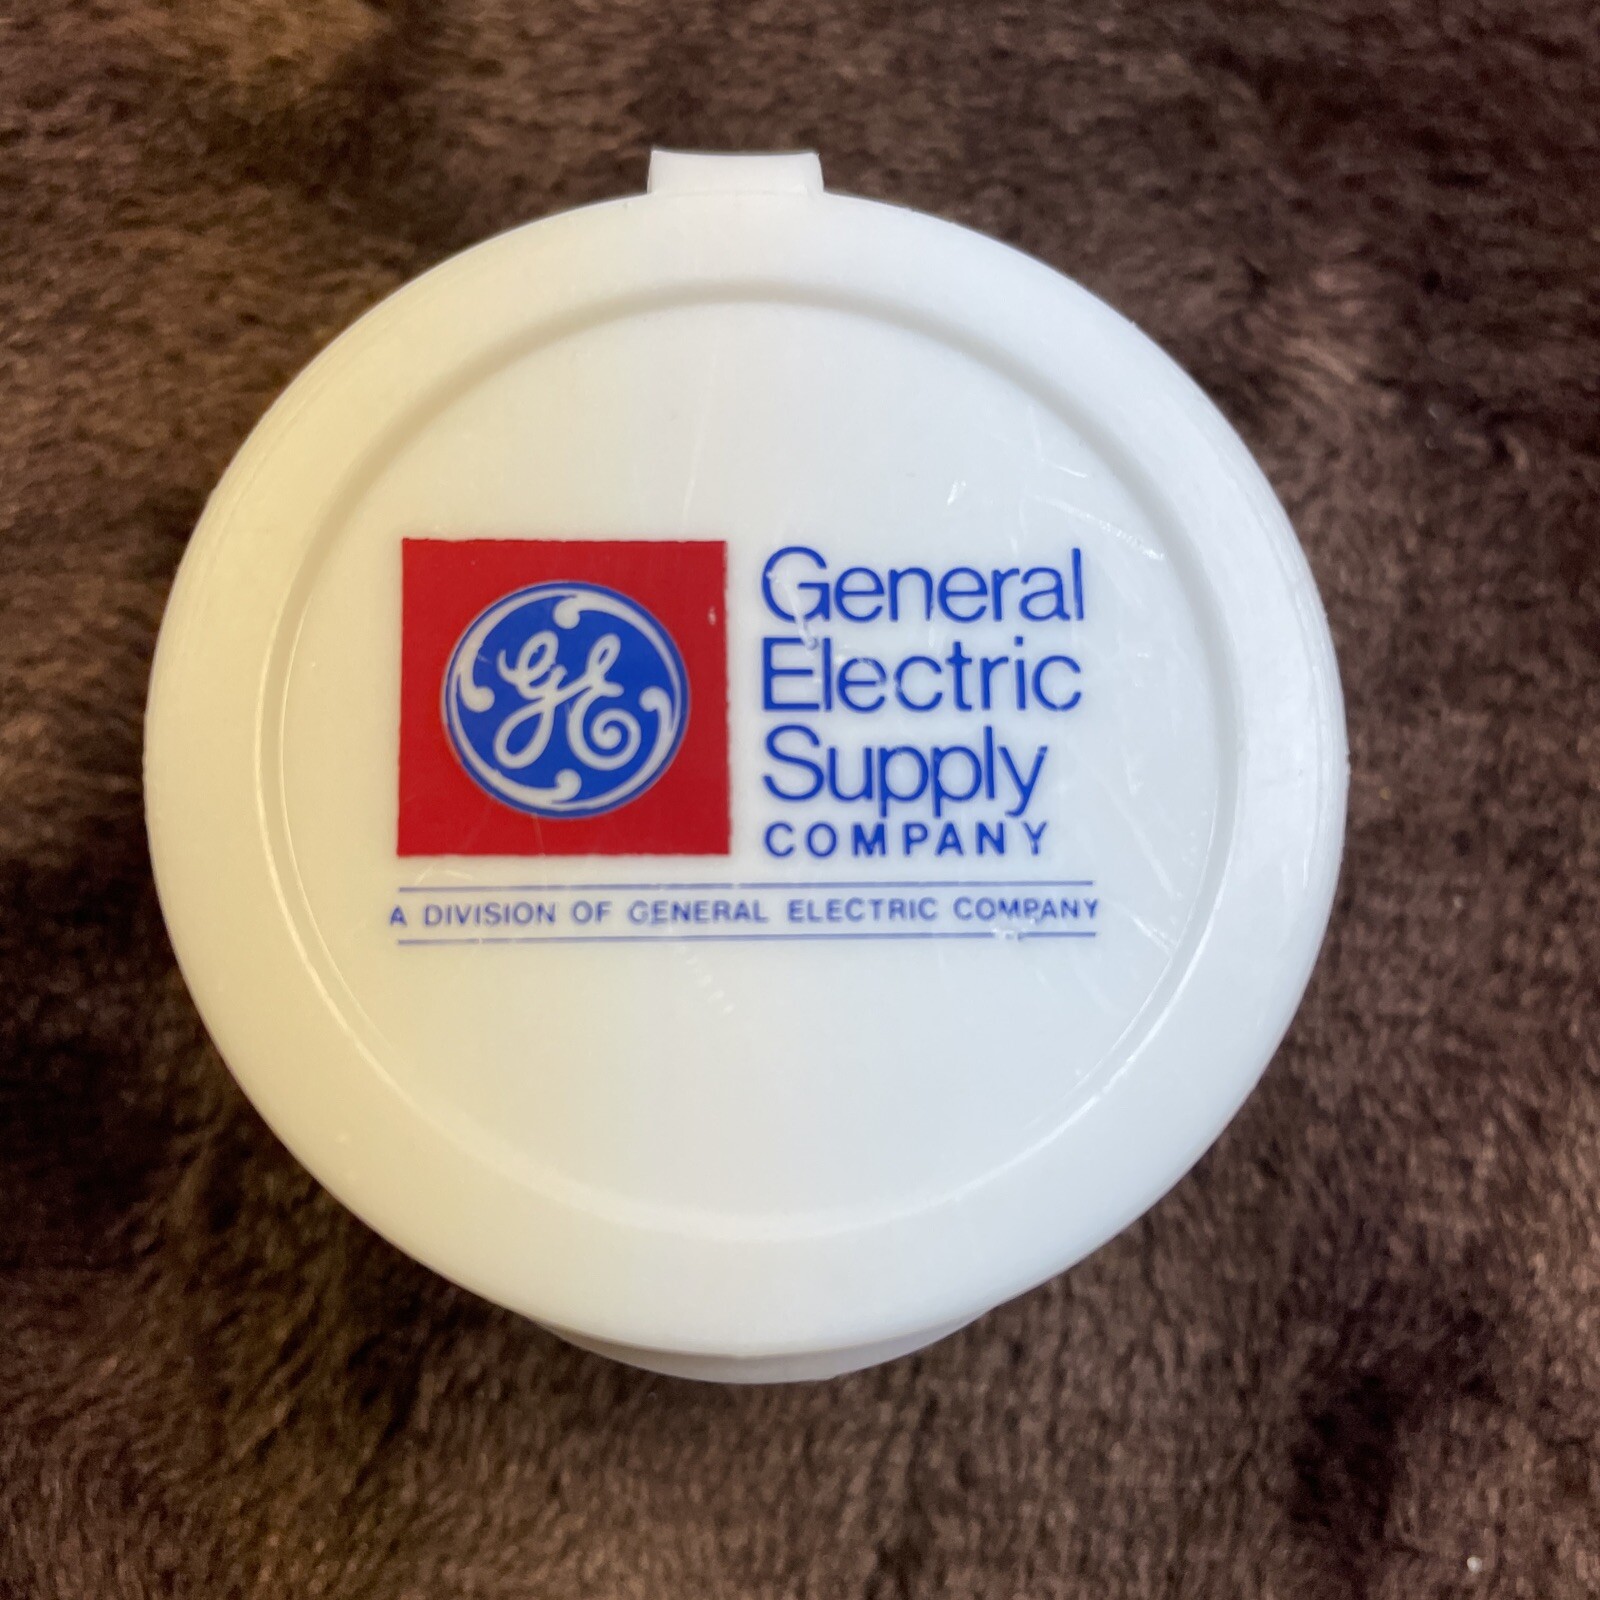 GE
General
Electric
Supply
COMPANY
A DIVISION OF GENERAL ELECTRIC COMPANY